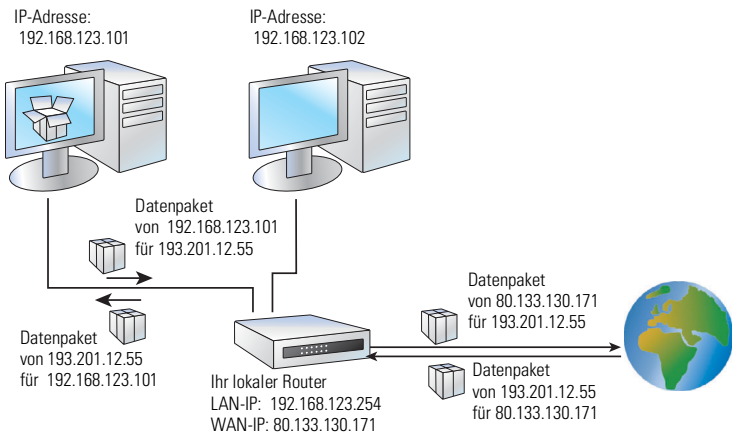 IP-Adresse:
192.168.123.101
IP-Adresse:
192.168.123.102
Datenpaket
von 192.168.123.101
für 193.201.12.55
Datenpaket
von 193.201.12.55
für 192.168.123.101
Ihr lokaler Router
LAN-IP: 192.168.123.254
WAN-IP: 80.133.130.171
Datenpaket
von 80.133.130.171
für 193.201.12.55
Datenpaket
von 193.201.12.55
für 80.133.130.171